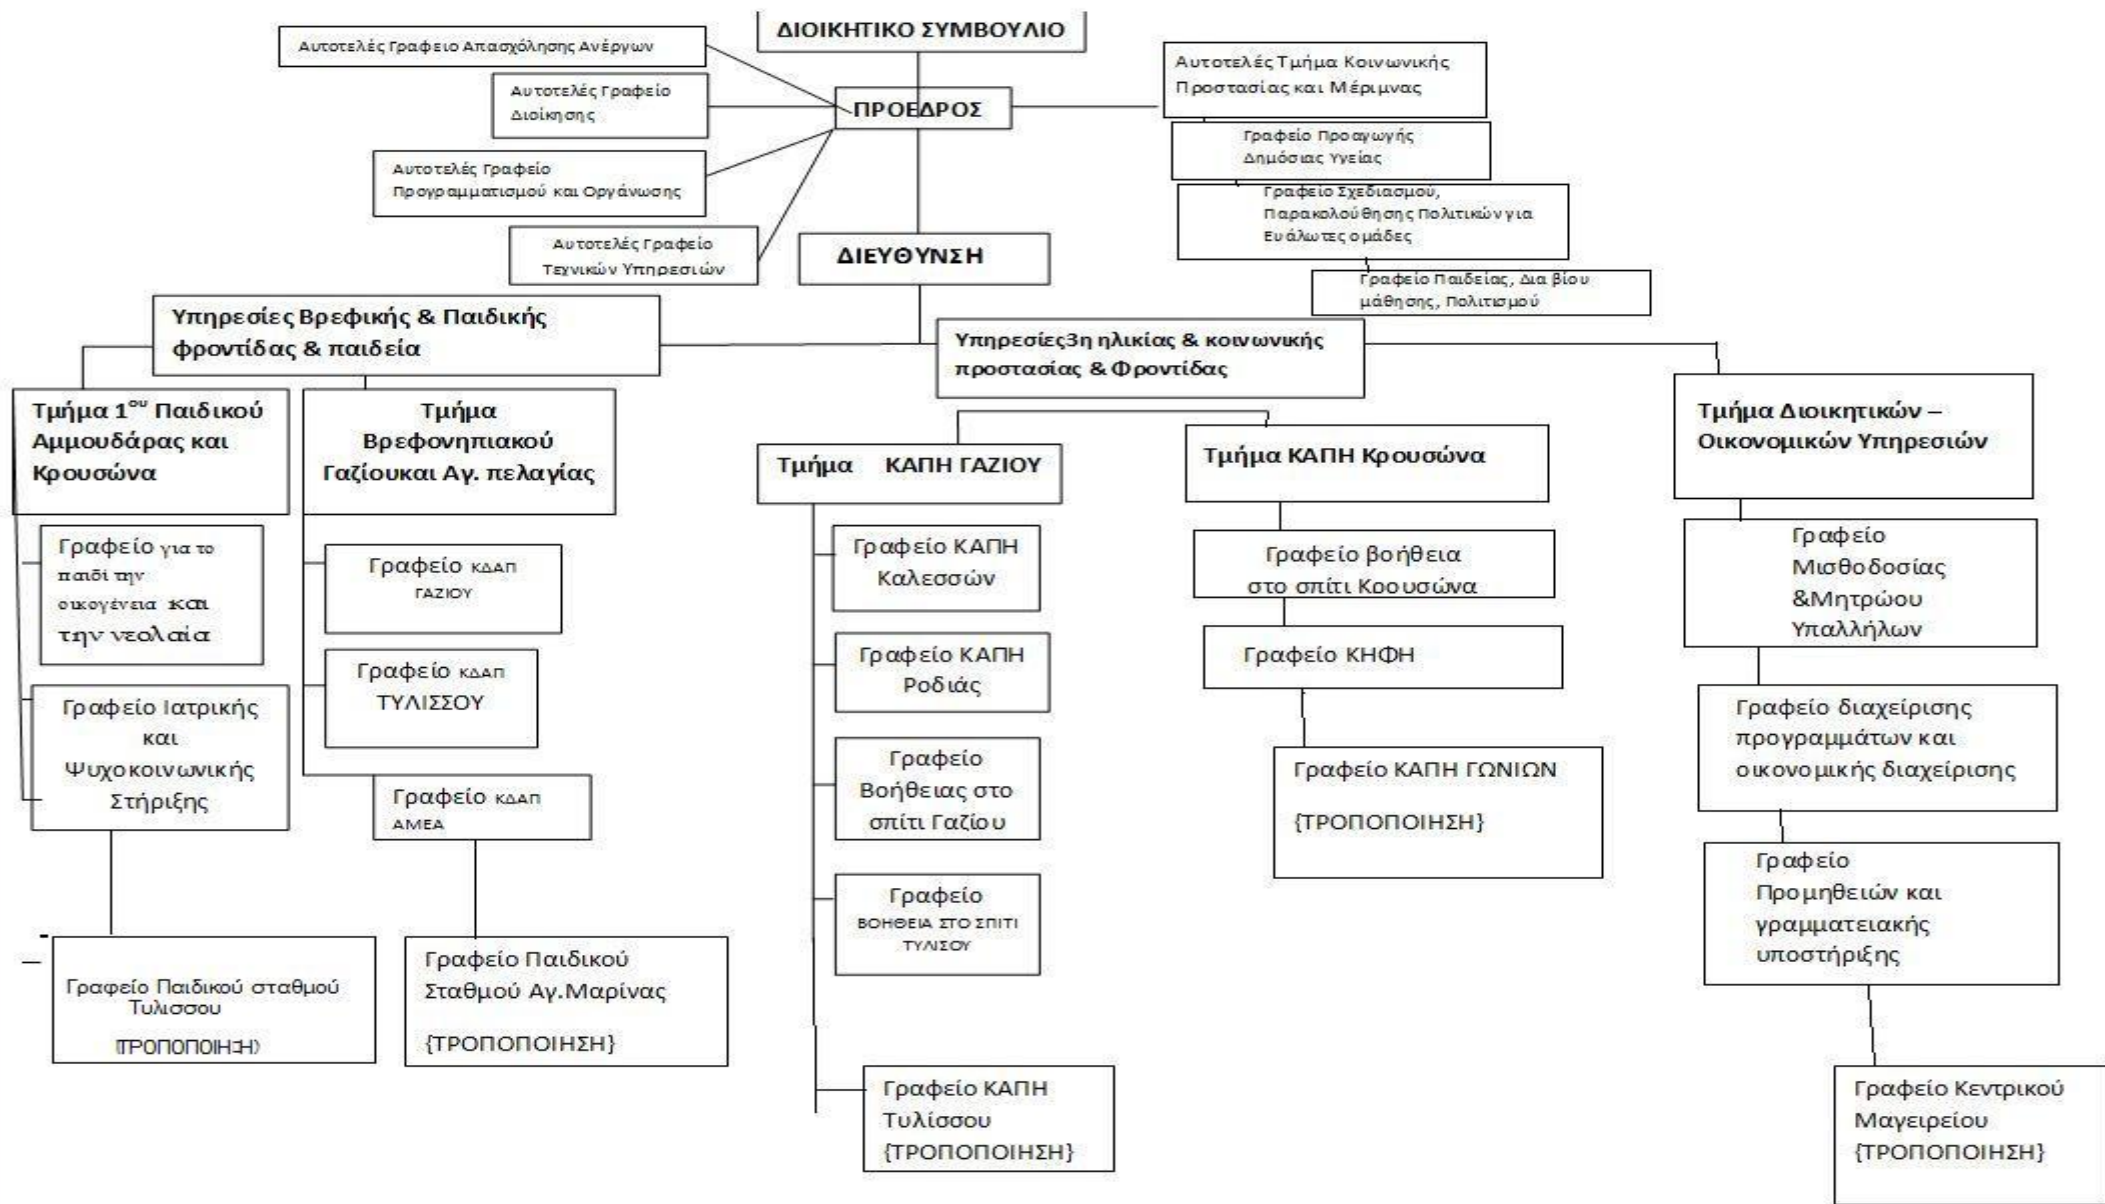 ΔΙΟΙΚΗΤΙΚΟ ΣΥΜΒΟΥΛΙΟ
Αυτοτελές Γραφειο Απασχόλησης Ανέργων
Αυτοτελές Γραφείο
Διοίκησης
ΠΡΟΕΔΡΟΣ
Αυτοτελές Τμήμα Κοινωνικής
Προστασίας και Μέριμνας
Γραφείο Προαγωγής
Δημόσιας Υγείας
Αυτοτελές Γραφείο
Προγραμματισμού και Οργάνωσης
Γραφείο Σχεδιασμού,
Παρακολούθησης Πολιτικών για
Ευάλωτες ομάδες
Αυτοτελές Γραφείο
Τεχνικών Υπηρεσιών
ΔΙΕΥΘΥΝΣΗ
Γραφείο Παιδείας, Δια βίου
μάθησης, Πολιτισμού
Υπηρεσίες Βρεφικής & Παιδικής
φροντίδας & παιδεία
Υπηρεσίες3η ηλικίας & κοινωνικής
προστασίας & Φροντίδας
Τμήμα 1ου Παιδικού
Αμμουδάρας και
Κρουσώνα
Τμήμα
Βρεφονηπιακού
Γαζίουκαι Αγ. πελαγίας
Τμήμα ΚΑΠΗ ΓΑΖΙΟΥ
Τμήμα ΚΑΠΗ Κρουσώνα
Τμήμα Διοικητικών –
Οικονομικών Υπηρεσιών
Γραφείο για το
παιδί την
οικογένεια και
την νεολαία
Γραφείο ΚΔΑΠ
ΓΑΖΙΟΥ
Γραφείο ΚΑΠΗ
Καλεσσών
Γραφείο βοήθεια
στο σπίτι Κρουσώνα
Γραφείο
Μισθοδοσίας
&Μητρώου
Υπαλλήλων
Γραφείο Ιατρικής
και
Ψυχοκοινωνικής
Στήριξης
Γραφείο ΚΔΑΠ
ΤΥΛΙΣΣΟΥ
Γραφείο ΚΑΠΗ
Ροδιάς
Γραφείο ΚΗΦΗ
Γραφείο διαχείρισης
προγραμμάτων και
οικονομικής διαχείρισης
Γραφείο ΚΔΑΠ
ΑΜΕΑ
Γραφείο
Βοήθειας στο
σπίτι Γαζίου
Γραφείο ΚΑΠΗ ΓΩΝΙΩΝ
{ΤΡΟΠΟΠΟΙΗΣΗ}
Γραφείο
Προμηθειών και
γραμματειακής
υποστήριξης
Γραφείο
ΒΟΗΘΕΙΑ ΣΤΟ ΣΠΙΤΙ
ΤΥΛΙΣΟΥ
Γραφείο Παιδικού σταθμού
Τυλισσου
Γραφείο Παιδικού
Σταθμού Αγ.Μαρίνας
{ΤΡΟΠΟΠΟΙΗΣΗ}
Γραφείο ΚΑΠΗ
Τυλίσσου
{ΤΡΟΠΟΠΟΙΗΣΗ}
Γραφείο Κεντρικού
Μαγειρείου
{ΤΡΟΠΟΠΟΙΗΣΗ}